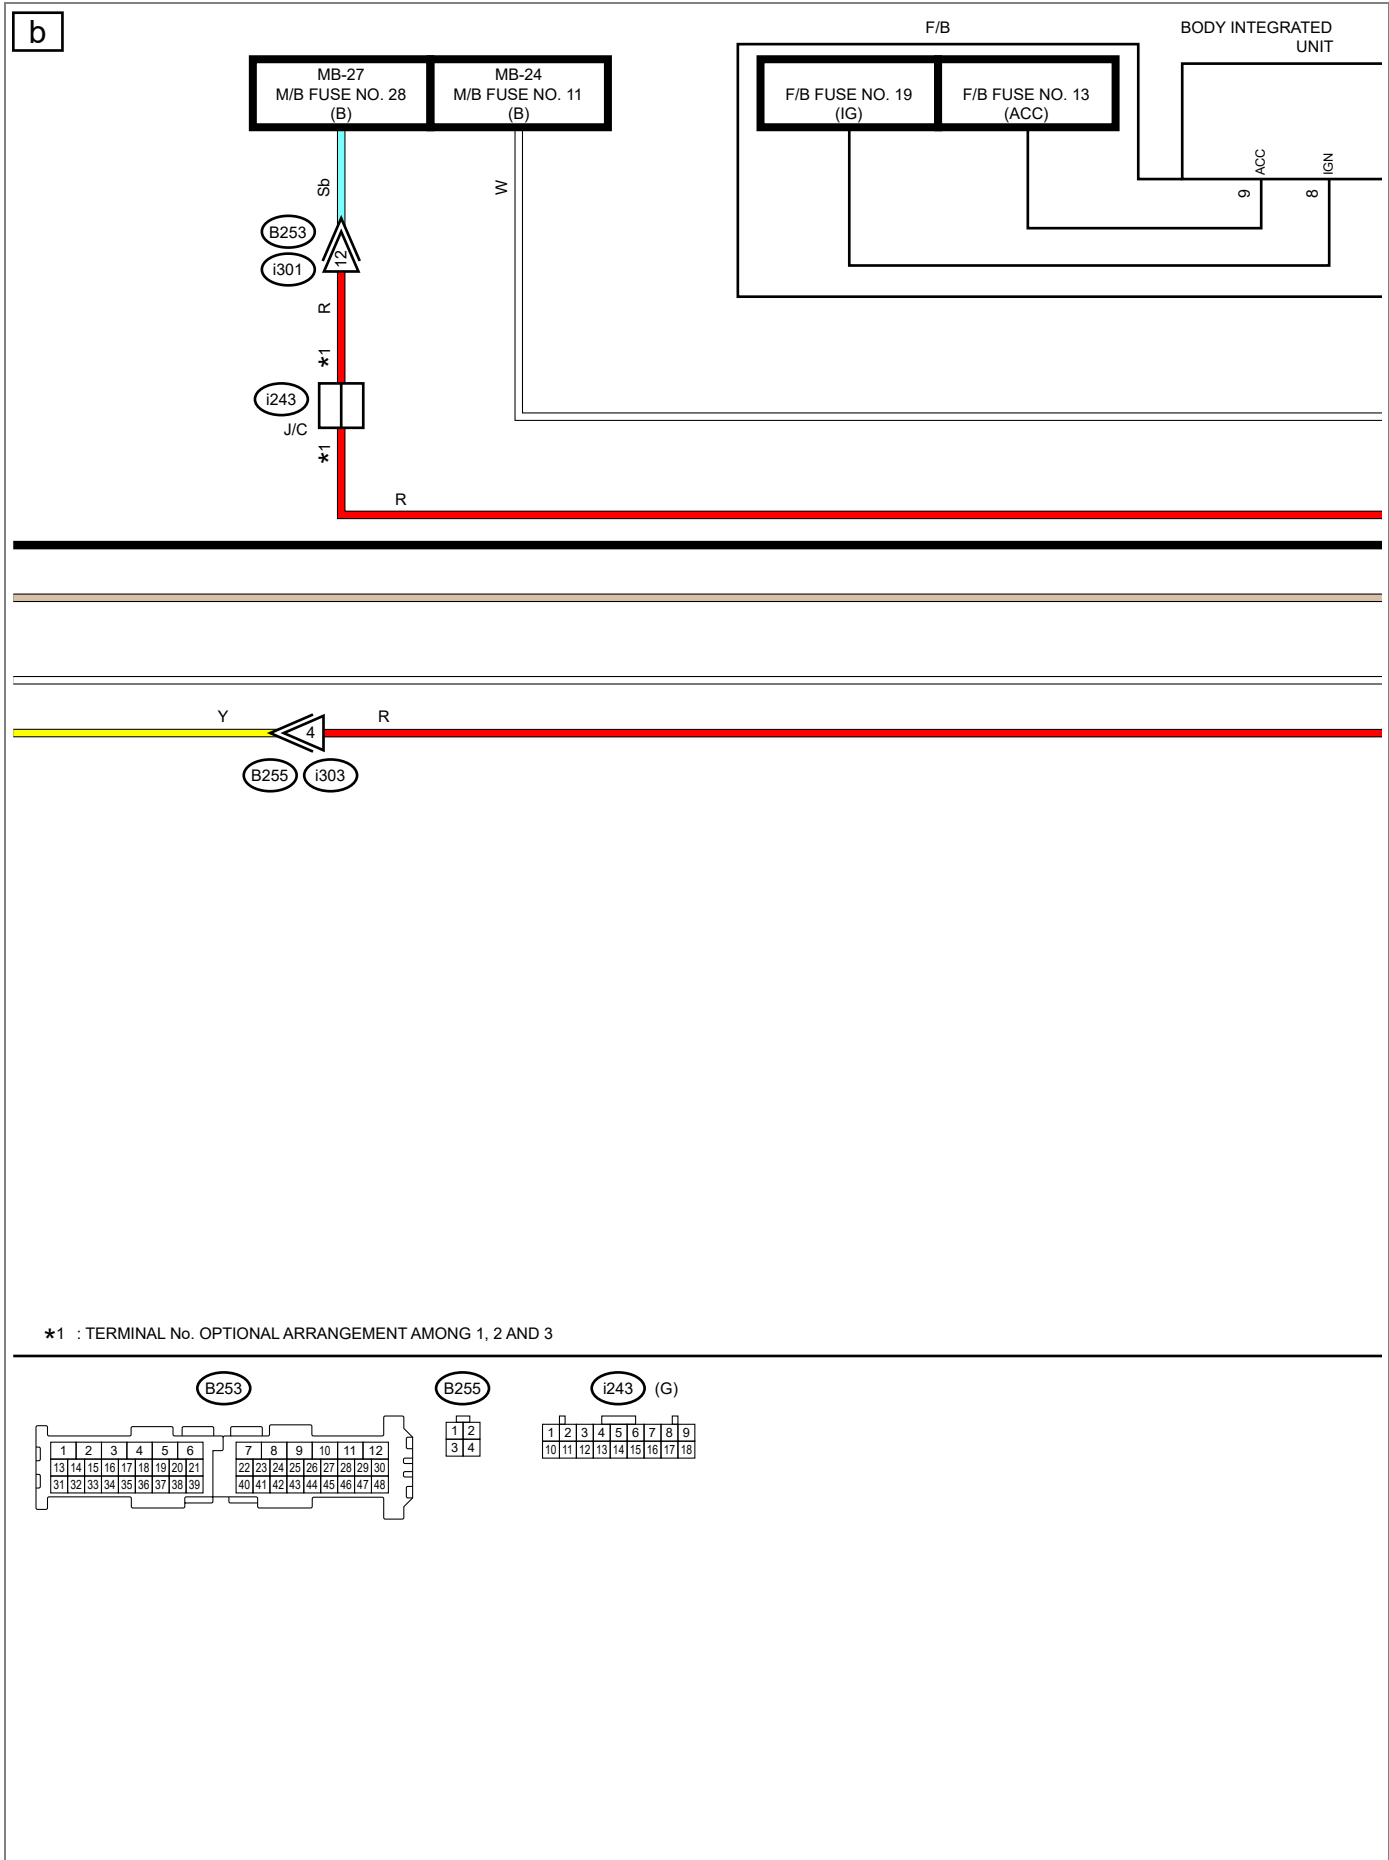 b
F/B
BODY INTEGRATED
UNIT
MB-27
M/B FUSE NO. 28
(B)
MB-24
M/B FUSE NO. 11
(B)
F/B FUSE NO. 19
(IG)
F/B FUSE NO. 13
(ACC)
ACC
IGN
9
8
Sb
W
B253
i301
12
R
*1
i243
J/C
*1
R
Y
4
R
B255
i303
*1 : TERMINAL No. OPTIONAL ARRANGEMENT AMONG 1, 2 AND 3
B253
B255
i243 (G)
1 2 3 4 5 6 7 8 9 10 11 12
13 14 15 16 17 18 19 20 21 22 23 24 25 26 27 28 29 30
31 32 33 34 35 36 37 38 39 40 41 42 43 44 45 46 47 48
1 2
3 4
1 2 3 4 5 6 7 8 9
10 11 12 13 14 15 16 17 18